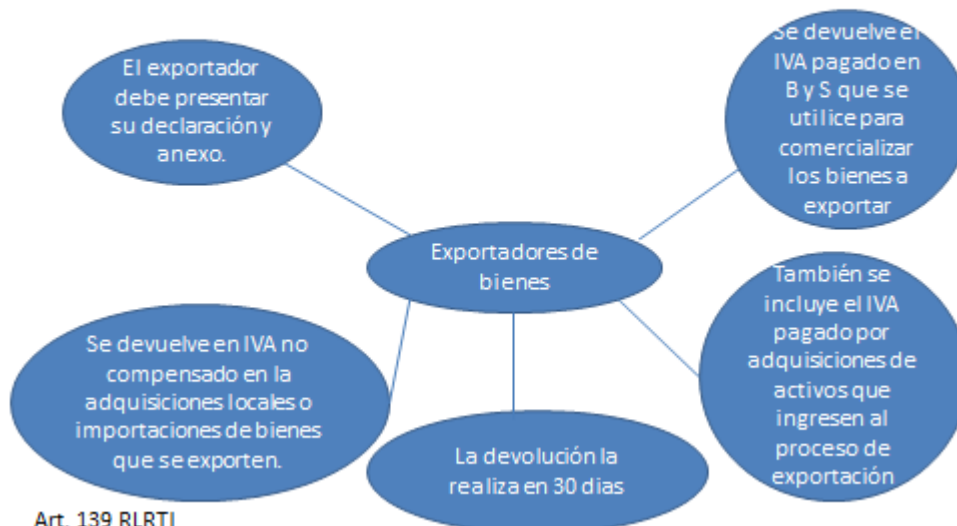 El exportador
debe presentar
su declaración y
anexo.
Se devuelve el
IVA pagado en
B y S que se
utilice para
comercializar
los bienes a
exportar
Exportadores de
bienes
Se devuelve en IVA no
compensado en la
adquisiciones locales o
importaciones de bienes
que se exporten.
La devolución la
realiza en 30 dias
También se
incluye el IVA
pagado por
adquisiciones de
activos que
ingresen al
proceso de
exportación
Art. 139 RLRTI